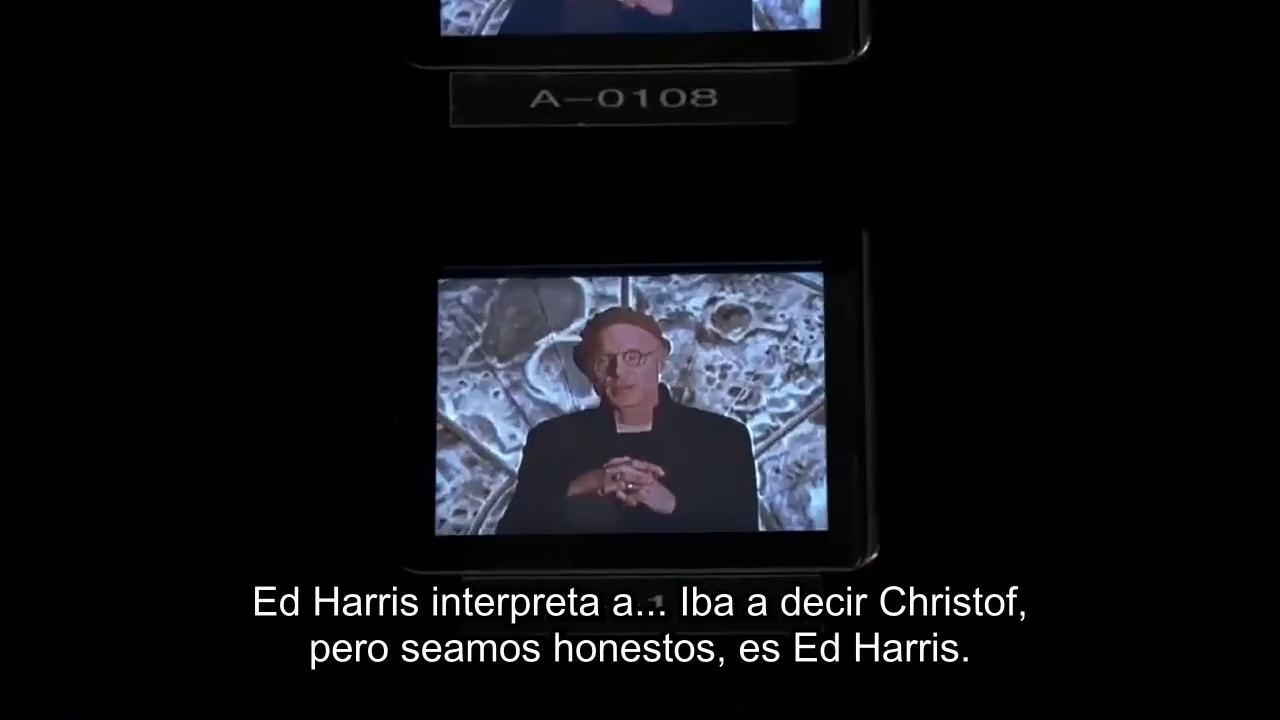 A-0108
Ed Harris interpreta a... Iba a decir Christof,
pero seamos honestos, es Ed Harris.